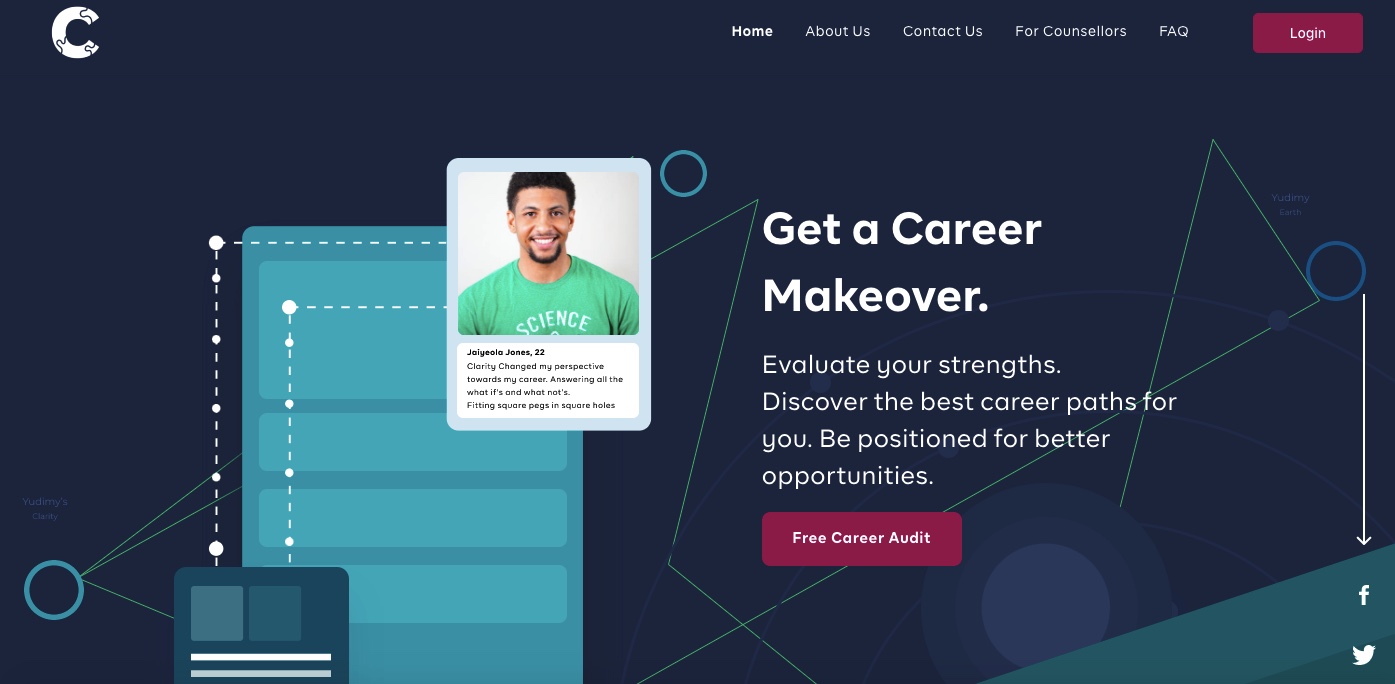 Home
About Us
Contact Us
For Counsellors
FAQ
Login
Yudimy
Earth
Get a Career
Makeover.
SCIENCE
Jaiyeola Jones, 22
Clarity Changed my perspective
towards my career. Answering all the
what if's and what not's.
Fitting square pegs in square holes
Evaluate your strengths.
Discover the best career paths for
you. Be positioned for better
opportunities.
Free Career Audit
Yudimy's
Clarity